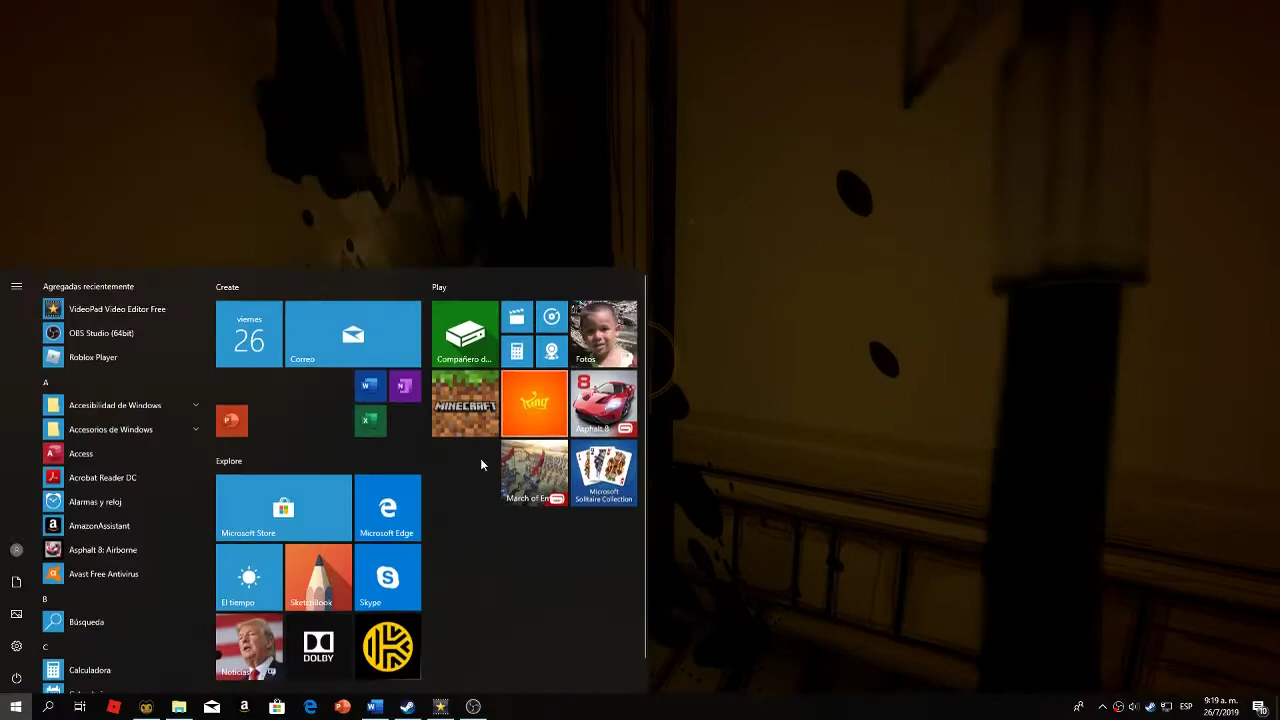 Agregadas recientemente
VideoPad Video Editor Free
OBS Studio (64bit)
Roblox Player
A
Accesibilidad de Windows
Accesorios de Windows
Access
Acrobat Reader DC
Alarmas y reloj
AmazonAssistant
Asphalt 8: Airborne
Avast Free Antivirus
B
Búsqueda
C
Calculadora
Create
viernes
26
Correo
Explore
Microsoft Store
Microsoft Edge
El tiempo
SketchBook
Skype
Noticias
DOLBY
Play
Compañero d...
Fotos
MINECRAFT
King
8
Asphalt 8
March of Em
Microsoft
Solitaire Collection
ESP
9:19 a. m.
26/7/2019
10